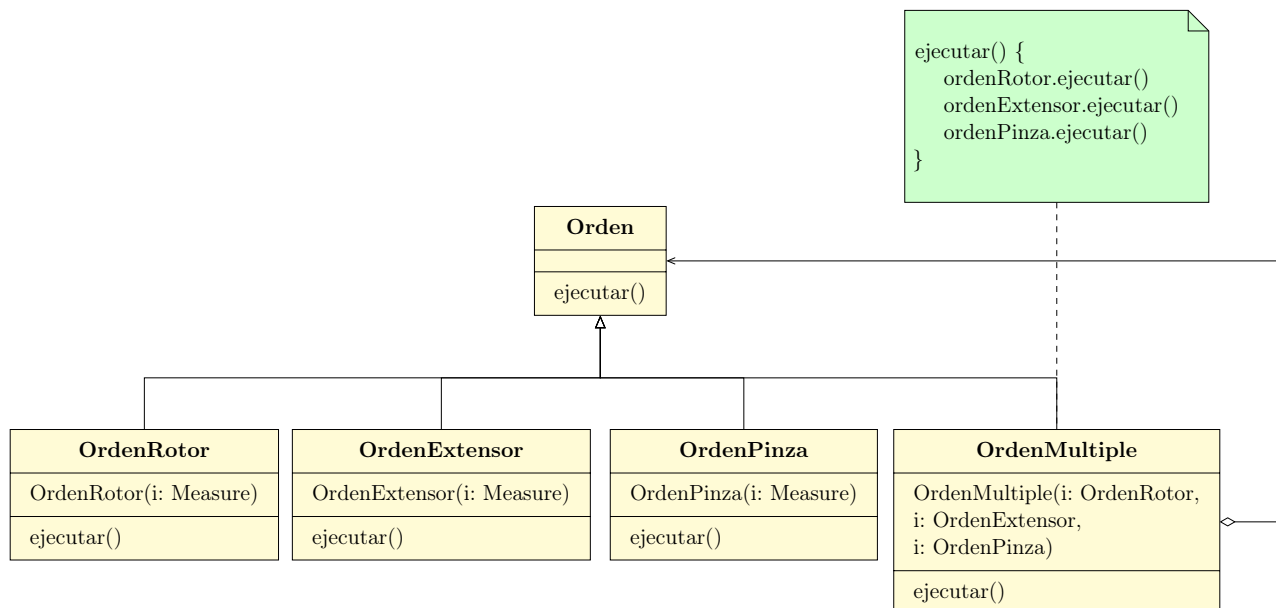 ejecutar() {
ordenRotor.ejecutar()
ordenExtensor.ejecutar()
ordenPinza.ejecutar()
}
Orden
ejecutar()
OrdenRotor
OrdenRotor(i: Measure)
ejecutar()
OrdenExtensor
OrdenExtensor(i: Measure)
ejecutar()
OrdenPinza
OrdenPinza(i: Measure)
ejecutar()
OrdenMultiple
OrdenMultiple(i: OrdenRotor,
i: OrdenExtensor,
i: OrdenPinza)
ejecutar()